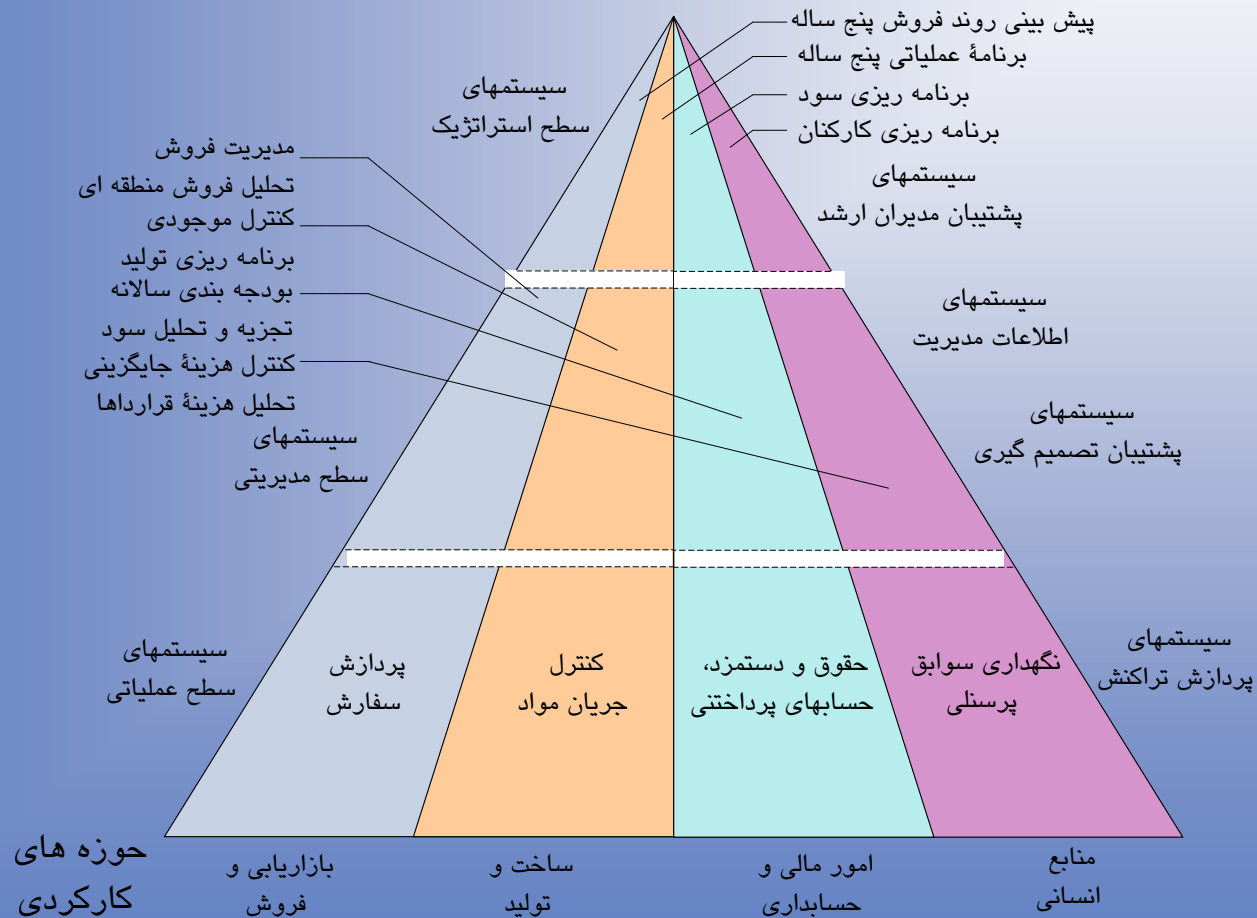 پیش بینی روند فروش پنج ساله
برنامهٔ عملیاتی پنج ساله
برنامه ریزی سود
برنامه ریزی کارکنان
سیستمهای
سطح استراتژیک
سیستمهای
پشتیبان مدیران ارشد
مدیریت فروش
تحلیل فروش منطقه ای
کنترل موجودی
برنامه ریزی تولید
بودجه بندی سالانه
تجزیه و تحلیل سود
کنترل هزینهٔ جایگزینی
تحلیل هزینهٔ قرارداها
سیستمهای
سطح مدیریتی
سیستمهای
اطلاعات مدیریت
سیستمهای
پشتیبان تصمیم گیری
سیستمهای
پردازش تراکنش
نگهداری سوابق
پرسنلی
حقوق و دستمزد،
حسابهای پرداختنی
کنترل
جریان مواد
پردازش
سفارش
سیستمهای
سطح عملیاتی
منابع
انسانی
امور مالی و
حسابداری
ساخت و
تولید
بازاریابی و
فروش
حوزه های
کارکردی